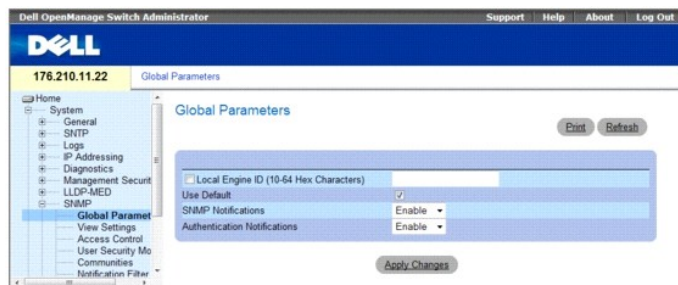 Dell OpenManage Switch Administrator Support Help About Log Out
DELL
176.210.11.22 Global Parameters
Home
System
General
SNTP
Logs
IP Addressing
Diagnostics
Management Securit
LLDP-MED
SNMP
Global Paramet
View Settings
Access Control
User Security Mo
Communities
Notification Filter
Global Parameters
Print Refresh
Local Engine ID (10-64 Hex Characters)
Use Default
SNMP Notifications Enable
Authentication Notifications Enable
Apply Changes